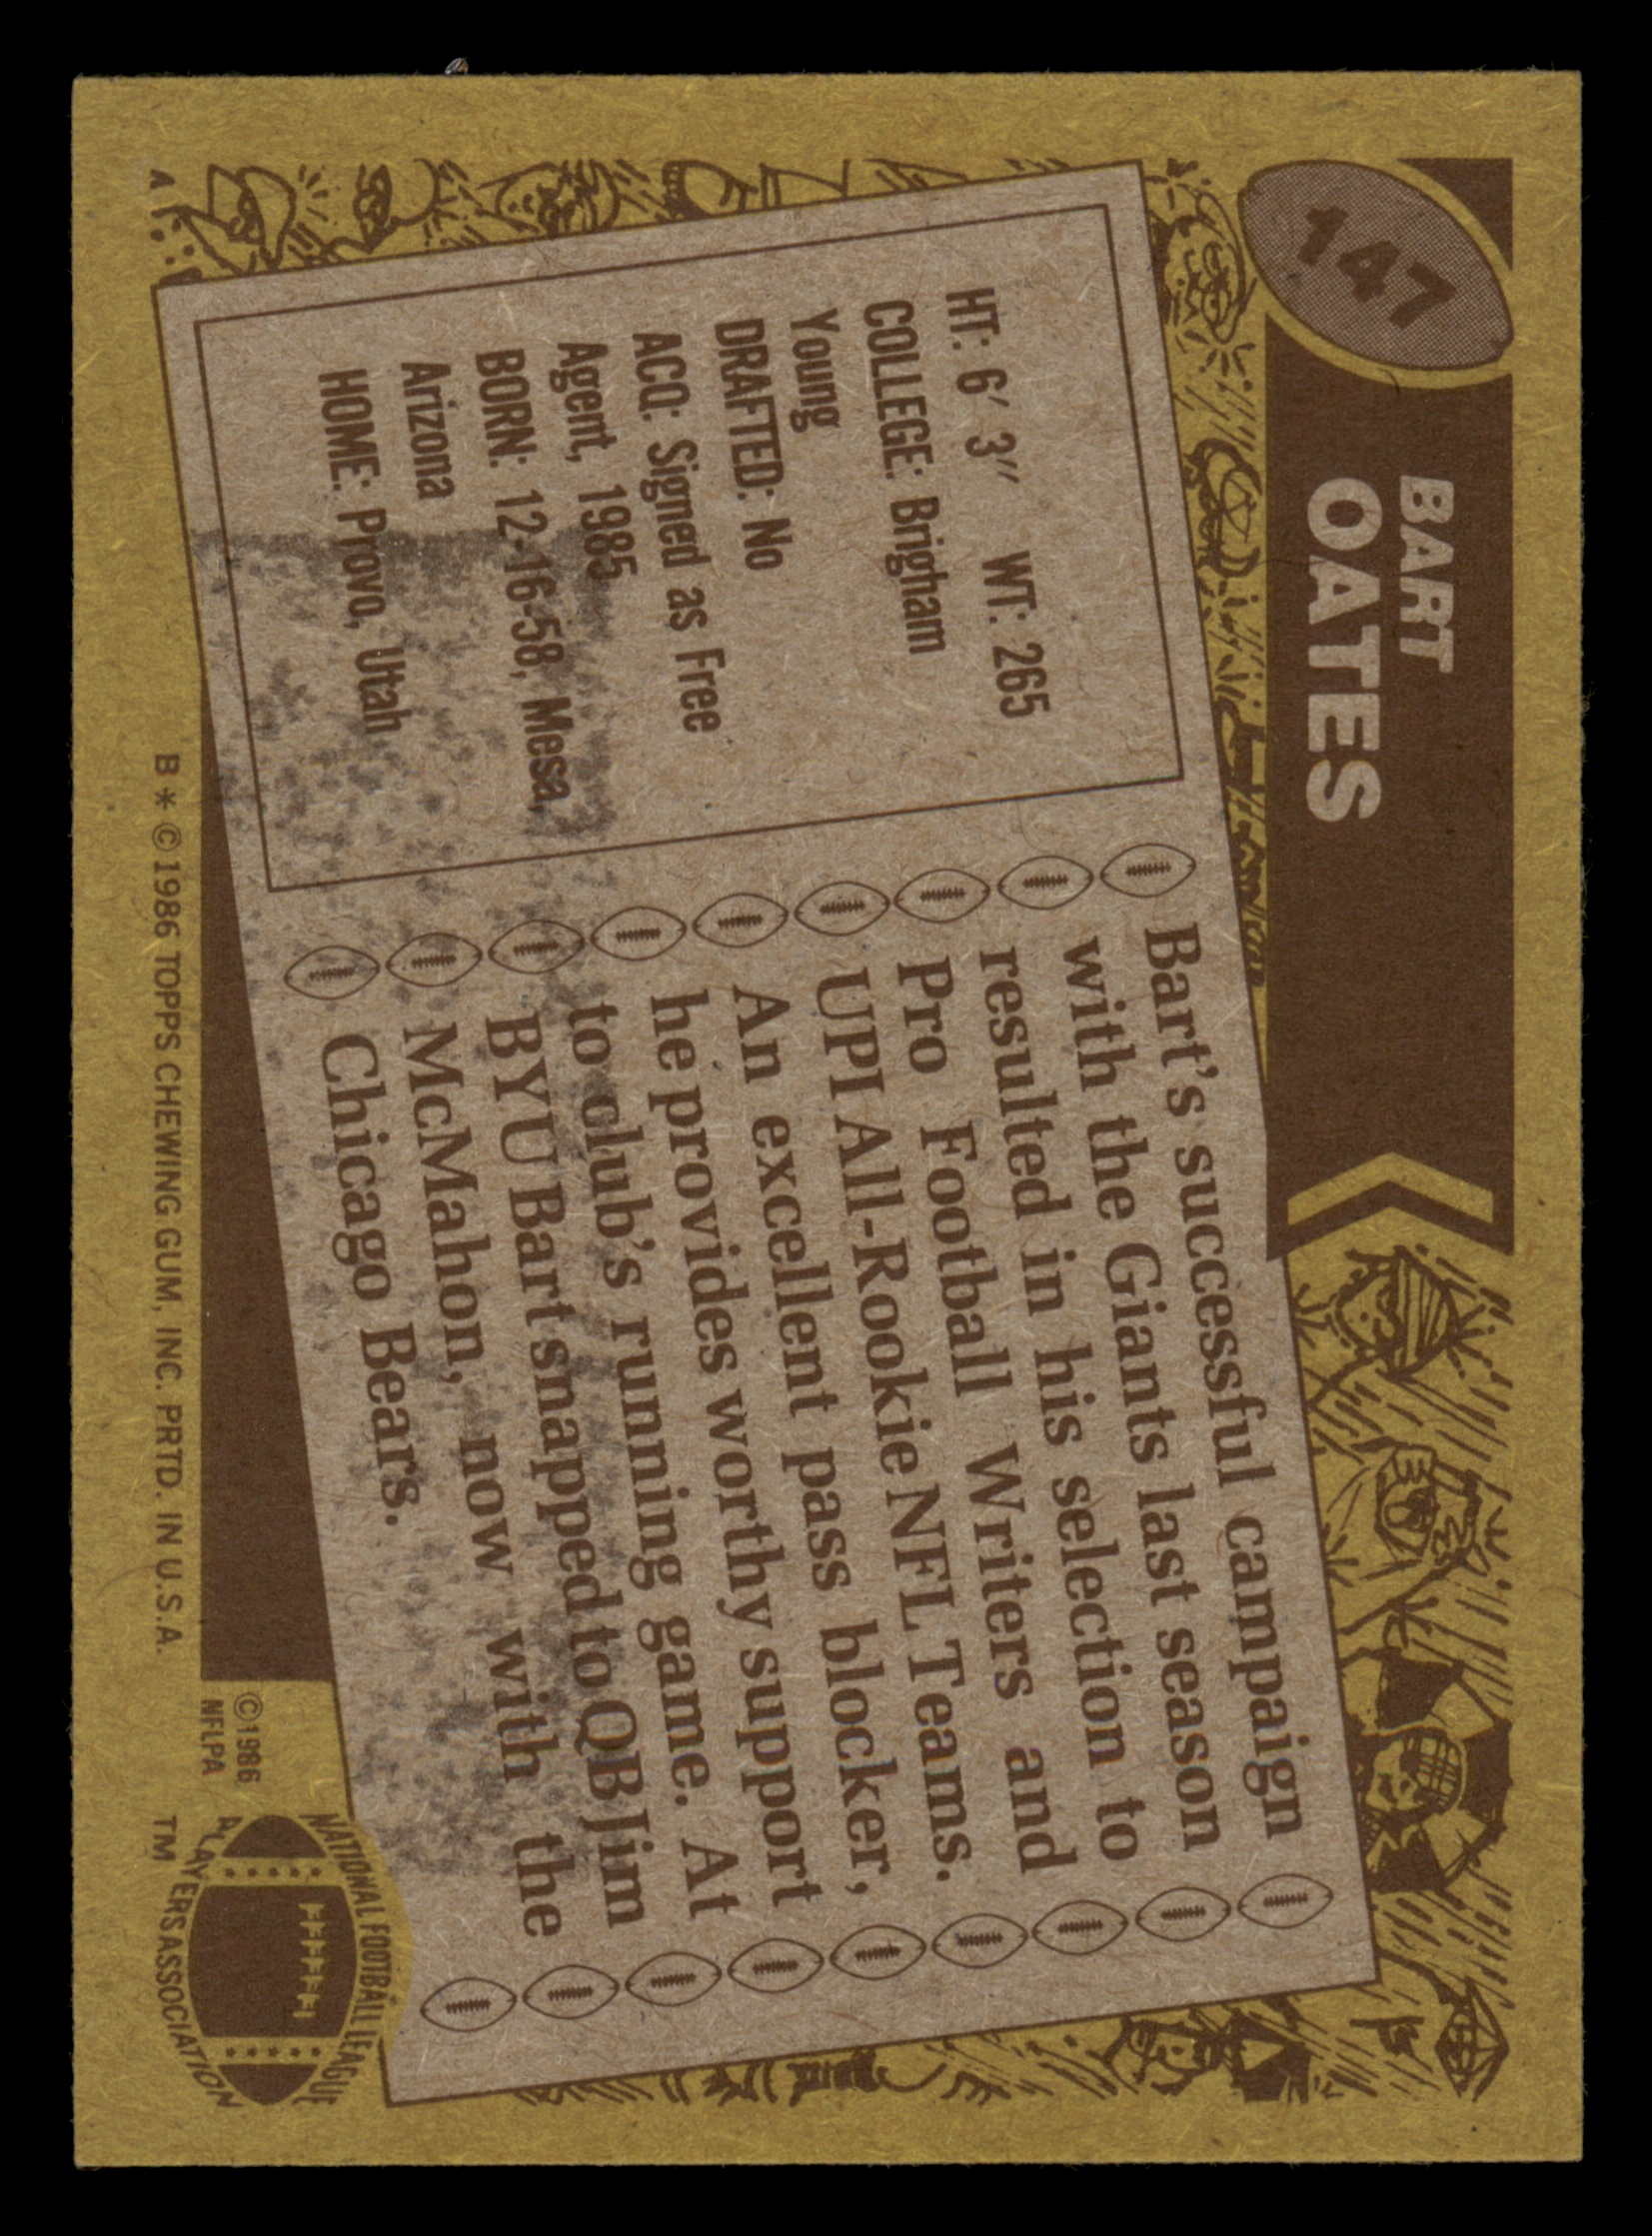 147
BART
OATES
HT: 6' 3" WT: 265
COLLEGE: Brigham
Young
DRAFTED: No
ACQ: Signed as Free
Agent, 1985
BORN: 12-16-58, Mesa,
Arizona
HOME: Provo, Utah
Bart's successful campaign
with the Giants last season
resulted in his selection to
Pro Football Writers and
UPI All-Rookie NFL Teams.
An excellent pass blocker,
he provides worthy support
to club's running game. At
BYU Bart snapped to QB Jim
McMahon, now with the
Chicago Bears.
©1986
NFLPA
NATIONAL FOOTBALL LEAGUE
PLAYERS ASSOCIATION
TM
A
B * ©1986 TOPPS CHEWING GUM, INC. PRTD. IN U.S.A.